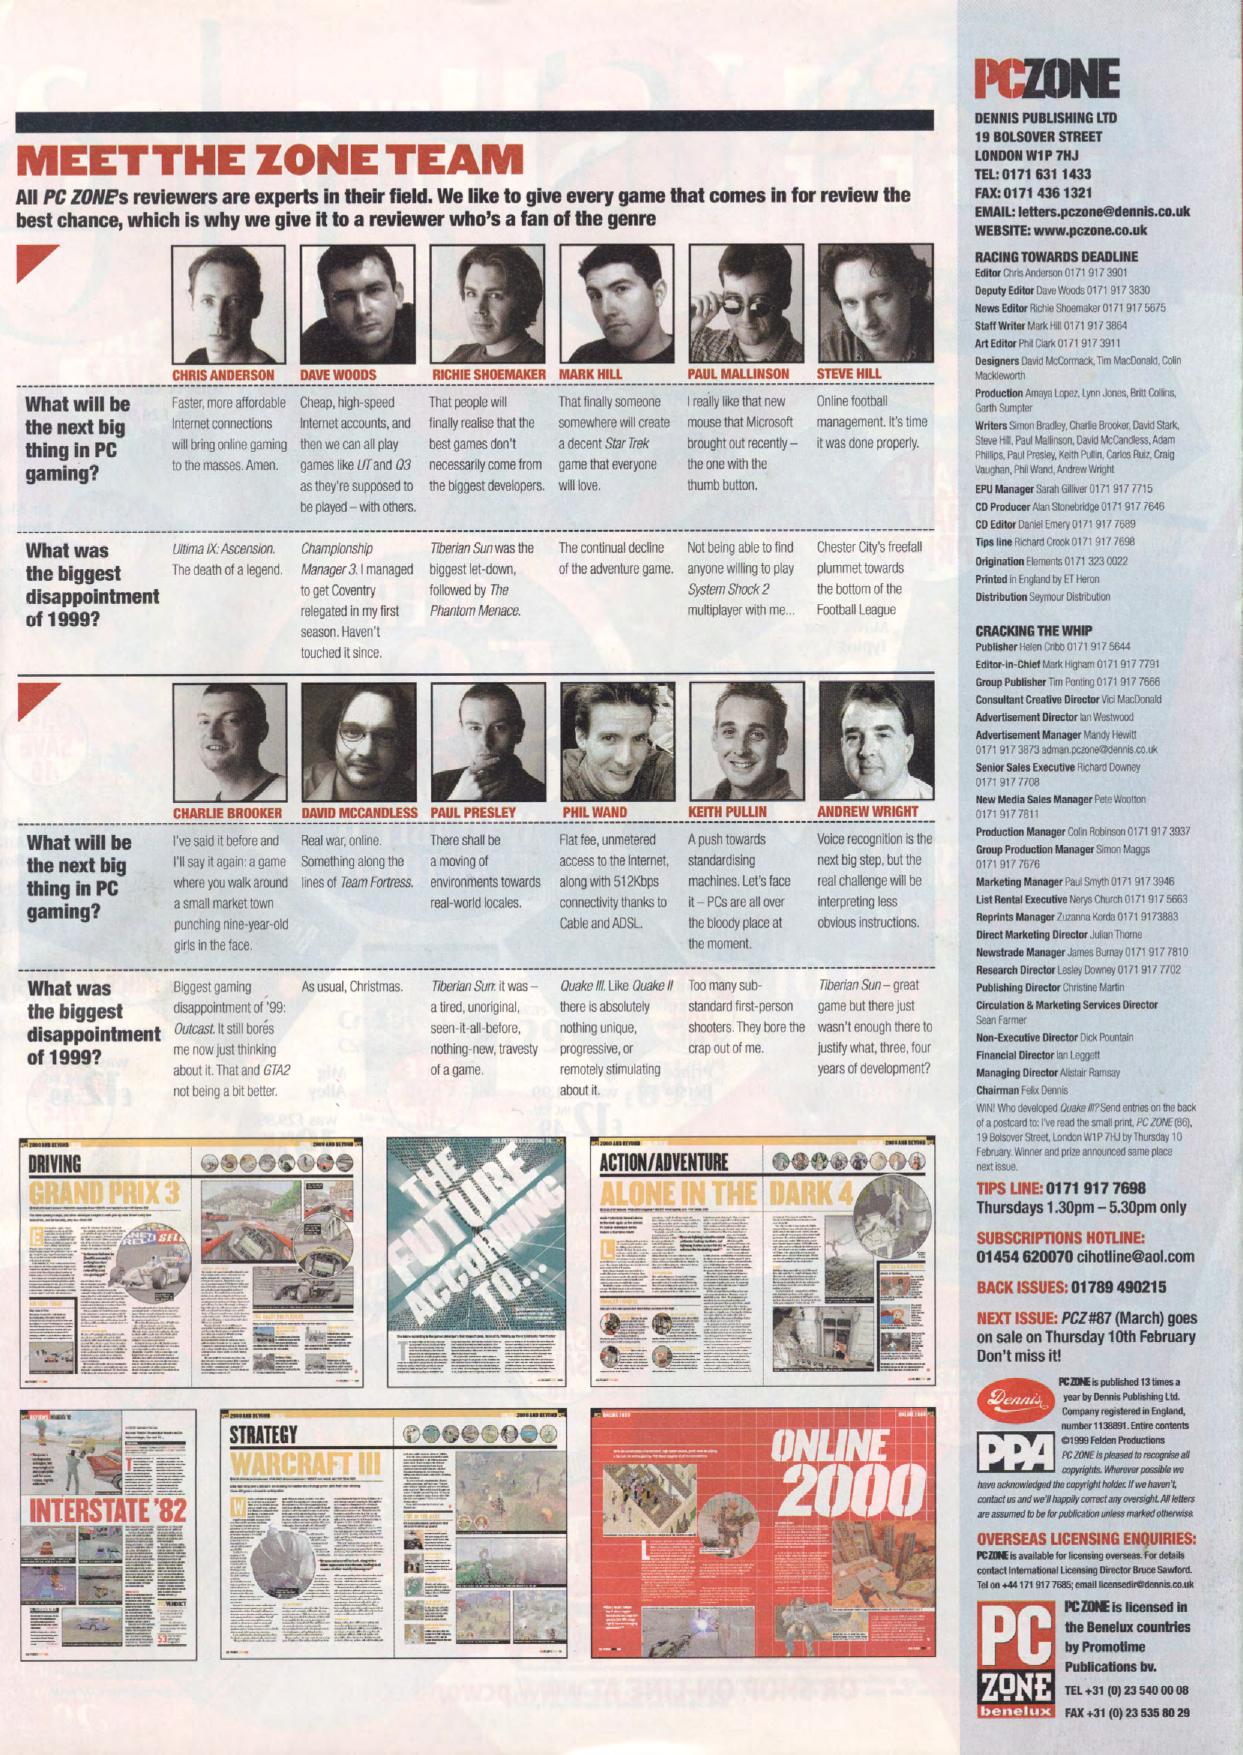 MEET THE ZONE TEAM
All PC ZONE's reviewers are experts in their field. We like to give every game that comes in for review the
best chance, which is why we give it to a reviewer who's a fan of the genre
CHRIS ANDERSON
DAVE WOODS
RICHIE SHOEMAKER
MARK HILL
PAUL MALLINSON
STEVE HILL
What will be
the next big
thing in PC
gaming?
Faster, more affordable
Internet connections
will bring online gaming
to the masses. Amen.
Cheap, high-speed
Internet accounts, and
then we can all play
games like UT and Q3
as they're supposed to
be played – with others.
That people will
finally realise that the
best games don't
necessarily come from
the biggest developers.
That finally someone
somewhere will create
a decent Star Trek
game that everyone
will love.
I really like that new
mouse that Microsoft
brought out recently –
the one with the
thumb button.
Online football
management. It's time
it was done properly.
What was
the biggest
disappointment
of 1999?
Ultima IX: Ascension.
The death of a legend.
Championship
Manager 3. I managed
to get Coventry
relegated in my first
season. Haven't
touched it since.
Tiberian Sun was the
biggest let-down,
followed by The
Phantom Menace.
The continual decline
of the adventure game.
Not being able to find
anyone willing to play
System Shock 2
multiplayer with me...
Chester City's freefall
plummet towards
the bottom of the
Football League
CHARLIE BROOKER
DAVID MCCANDLESS
PAUL PRESLEY
PHIL WAND
KEITH PULLIN
ANDREW WRIGHT
What will be
the next big
thing in PC
gaming?
I've said it before and
I'll say it again: a game
where you walk around
a small market town
punching nine-year-old
girls in the face.
Real war, online.
Something along the
lines of Team Fortress.
There shall be
a moving of
environments towards
real-world locales.
Flat fee, unmetered
access to the Internet,
along with 512Kbps
connectivity thanks to
Cable and ADSL.
A push towards
standardising
machines. Let's face
it – PCs are all over
the bloody place at
the moment.
Voice recognition is the
next big step, but the
real challenge will be
interpreting less
obvious instructions.
What was
the biggest
disappointment
of 1999?
Biggest gaming
disappointment of '99:
Outcast. It still bores
me now just thinking
about it. That and GTA2
not being a bit better.
As usual, Christmas.
Tiberian Sun: it was –
a tired, unoriginal,
seen-it-all-before,
nothing-new, travesty
of a game.
Quake III. Like Quake II
there is absolutely
nothing unique,
progressive, or
remotely stimulating
about it.
Too many sub-
standard first-person
shooters. They bore the
crap out of me.
Tiberian Sun – great
game but there just
wasn't enough there to
justify what, three, four
years of development?
2000 AND BEYOND
DRIVING
GRAND PRIX 3
THE
FUTURE
ACCORDING
TO...
2000 AND BEYOND
ACTION/ADVENTURE
ALONE IN THE DARK 4
INTERSTATE '82
VERDICT
53
2000 AND BEYOND
STRATEGY
WARCRAFT III
ONLINE 2000
ONLINE
2000
PCZONE
DENNIS PUBLISHING LTD
19 BOLSOVER STREET
LONDON W1P 7HJ
TEL: 0171 631 1433
FAX: 0171 436 1321
EMAIL: letters.pczone@dennis.co.uk
WEBSITE: www.pczone.co.uk
RACING TOWARDS DEADLINE
Editor Chris Anderson 0171 917 3901
Deputy Editor Dave Woods 0171 917 3830
News Editor Richie Shoemaker 0171 917 5675
Staff Writer Mark Hill 0171 917 3864
Art Editor Phil Clark 0171 917 3911
Designers David McCormack, Tim MacDonald, Colin
Mackleworth
Production Amaya Lopez, Lynn Jones, Britt Collins,
Garth Sumpter
Writers Simon Bradley, Charlie Brooker, David Stark,
Steve Hill, Paul Mallinson, David McCandless, Adam
Phillips, Paul Presley, Keith Pullin, Carlos Ruiz, Craig
Vaughan, Phil Wand, Andrew Wright
EPU Manager Sarah Gilliver 0171 917 7715
CD Producer Alan Stonebridge 0171 917 7646
CD Editor Daniel Emery 0171 917 7689
Tips line Richard Crook 0171 917 7698
Origination Elements 0171 323 0022
Printed in England by ET Heron
Distribution Seymour Distribution
CRACKING THE WHIP
Publisher Helen Cribb 0171 917 5644
Editor-in-Chief Mark Higham 0171 917 7791
Group Publisher Tim Ponting 0171 917 7666
Consultant Creative Director Vici MacDonald
Advertisement Director Ian Westwood
Advertisement Manager Mandy Hewitt
0171 917 3873 adman.pczone@dennis.co.uk
Senior Sales Executive Richard Downey
0171 917 7708
New Media Sales Manager Pete Wootton
0171 917 7811
Production Manager Colin Robinson 0171 917 3937
Group Production Manager Simon Maggs
0171 917 7676
Marketing Manager Paul Smyth 0171 917 3946
List Rental Executive Nerys Church 0171 917 5663
Reprints Manager Zuzanna Korda 0171 9173883
Direct Marketing Director Julian Thorne
Newstrade Manager James Burnay 0171 917 7810
Research Director Lesley Downey 0171 917 7702
Publishing Director Christine Martin
Circulation & Marketing Services Director
Sean Farmer
Non-Executive Director Dick Pountain
Financial Director Ian Leggett
Managing Director Alistair Ramsay
Chairman Felix Dennis
WIN! Who developed Quake III? Send entries on the back
of a postcard to: I've read the small print, PC ZONE (86),
19 Bolsover Street, London W1P 7HJ by Thursday 10
February. Winner and prize announced same place
next issue.
TIPS LINE: 0171 917 7698
Thursdays 1.30pm – 5.30pm only
SUBSCRIPTIONS HOTLINE:
01454 620070 cihotline@aol.com
BACK ISSUES: 01789 490215
NEXT ISSUE: PCZ #87 (March) goes
on sale on Thursday 10th February
Don't miss it!
Dennis
PPA
PC ZONE is published 13 times a
year by Dennis Publishing Ltd.
Company registered in England,
number 1138891. Entire contents
©1999 Felden Productions
PC ZONE is pleased to recognise all
copyrights. Wherever possible we
have acknowledged the copyright holder. If we haven't,
contact us and we'll happily correct any oversight. All letters
are assumed to be for publication unless marked otherwise.
OVERSEAS LICENSING ENQUIRIES:
PC ZONE is available for licensing overseas. For details
contact International Licensing Director Bruce Sawford.
Tel on +44 171 917 7685; email licensedir@dennis.co.uk
PC
ZONE
benelux
PC ZONE is licensed in
the Benelux countries
by Promotime
Publications bv.
TEL +31 (0) 23 540 00 08
FAX +31 (0) 23 535 80 29